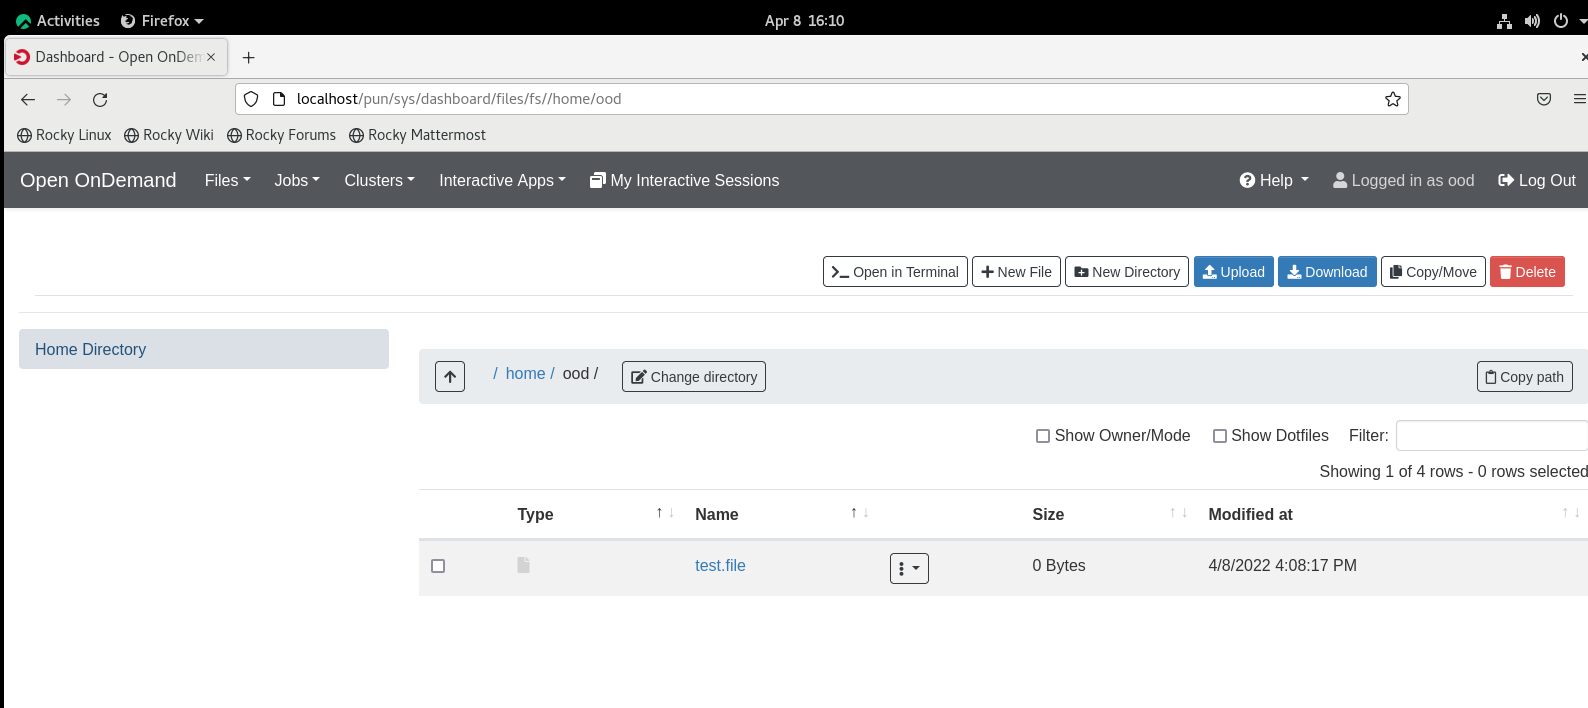 Activities Firefox Apr 8 16:10
Dashboard - Open OnDem
localhost/pun/sys/dashboard/files/fs//home/ood
Rocky Linux Rocky Wiki Rocky Forums Rocky Mattermost
Open OnDemand Files Jobs Clusters Interactive Apps My Interactive Sessions Help Logged in as ood Log Out
Open in Terminal New File New Directory Upload Download Copy/Move Delete
Home Directory
/ home / ood / Change directory Copy path
Show Owner/Mode Show Dotfiles Filter:
Showing 1 of 4 rows - 0 rows selected
Type Name Size Modified at
test.file 0 Bytes 4/8/2022 4:08:17 PM